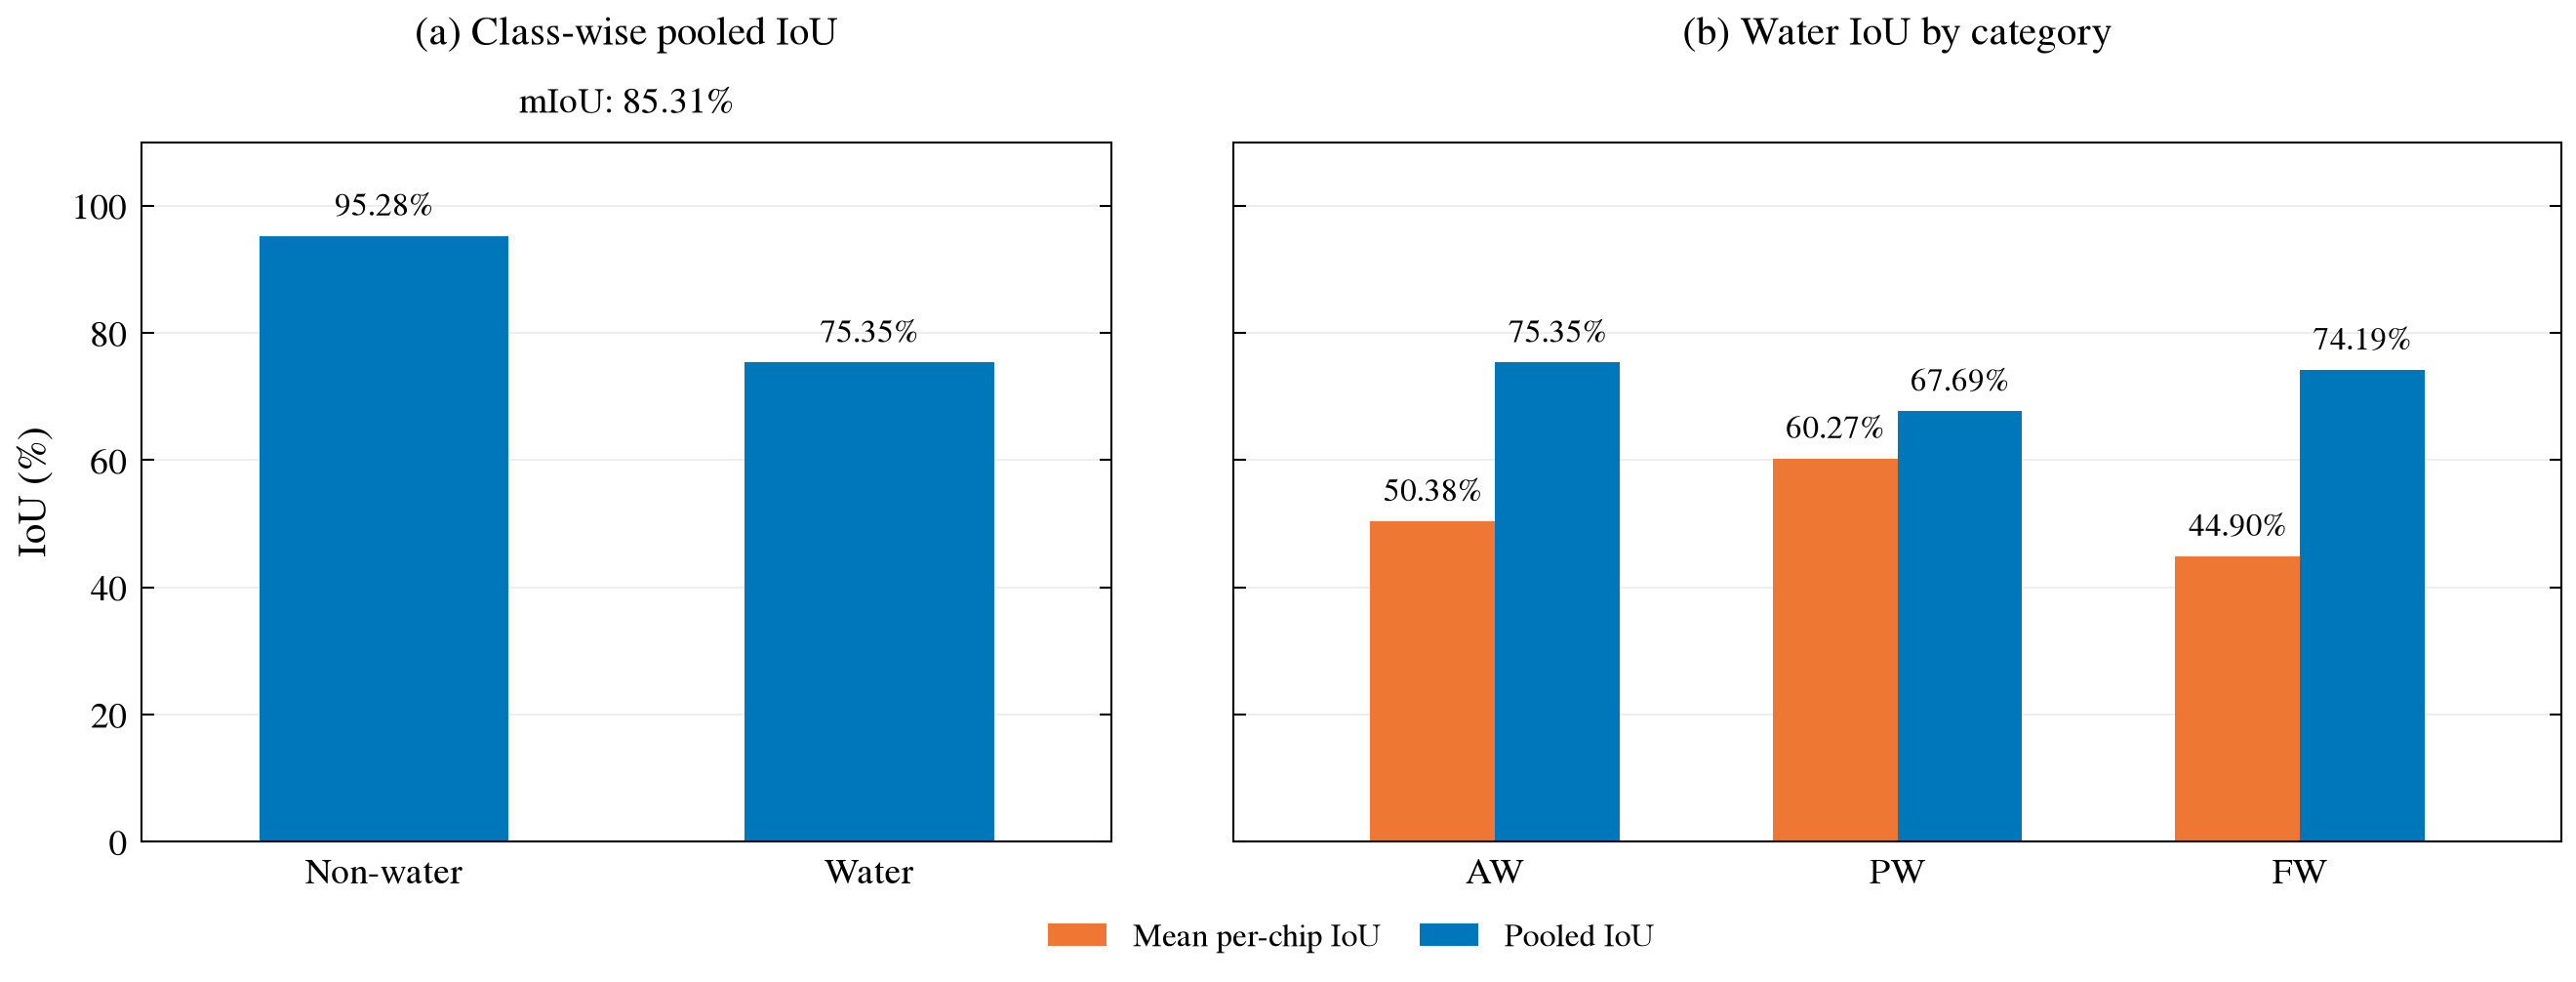 (a) Class-wise pooled IoU
mIoU: 85.31%
IoU (%)
100
80
60
40
20
0
95.28%
75.35%
Non-water
Water
(b) Water IoU by category
50.38%
75.35%
60.27%
67.69%
44.90%
74.19%
AW
PW
FW
Mean per-chip IoU
Pooled IoU